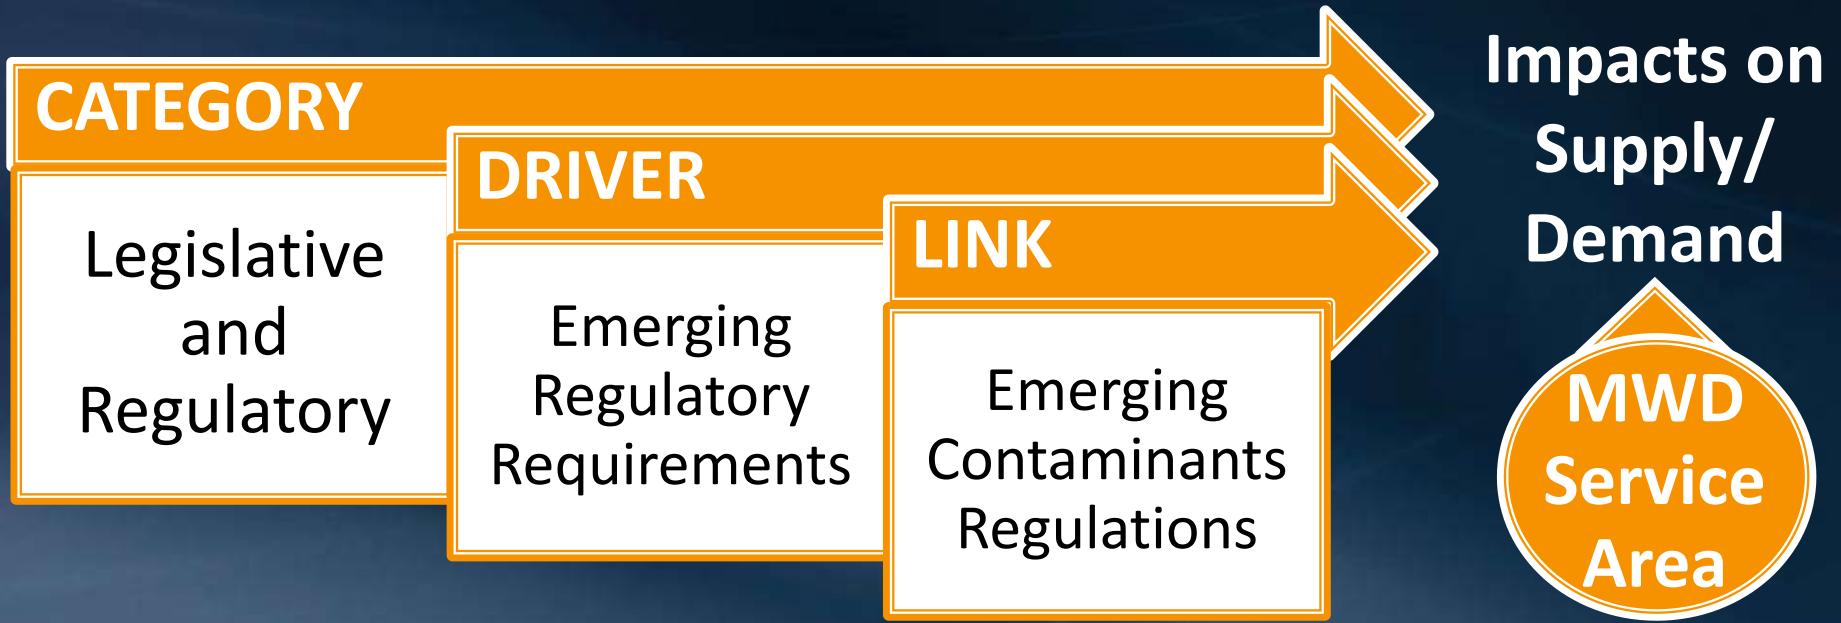 CATEGORY
Legislative
and
Regulatory
DRIVER
Emerging
Regulatory
Requirements
LINK
Emerging
Contaminants
Regulations
Impacts on
Supply/
Demand
MWD
Service
Area